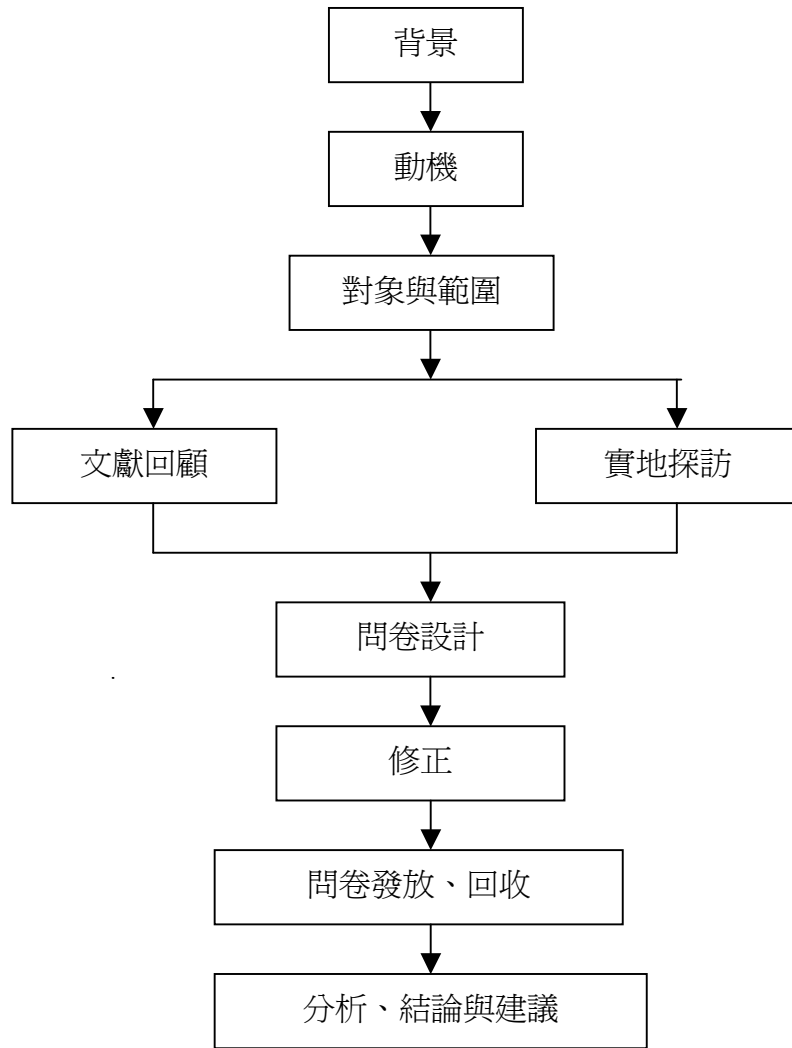 背景
動機
對象與範圍
文獻回顧
實地探訪
問卷設計
修正
問卷發放、回收
分析、結論與建議